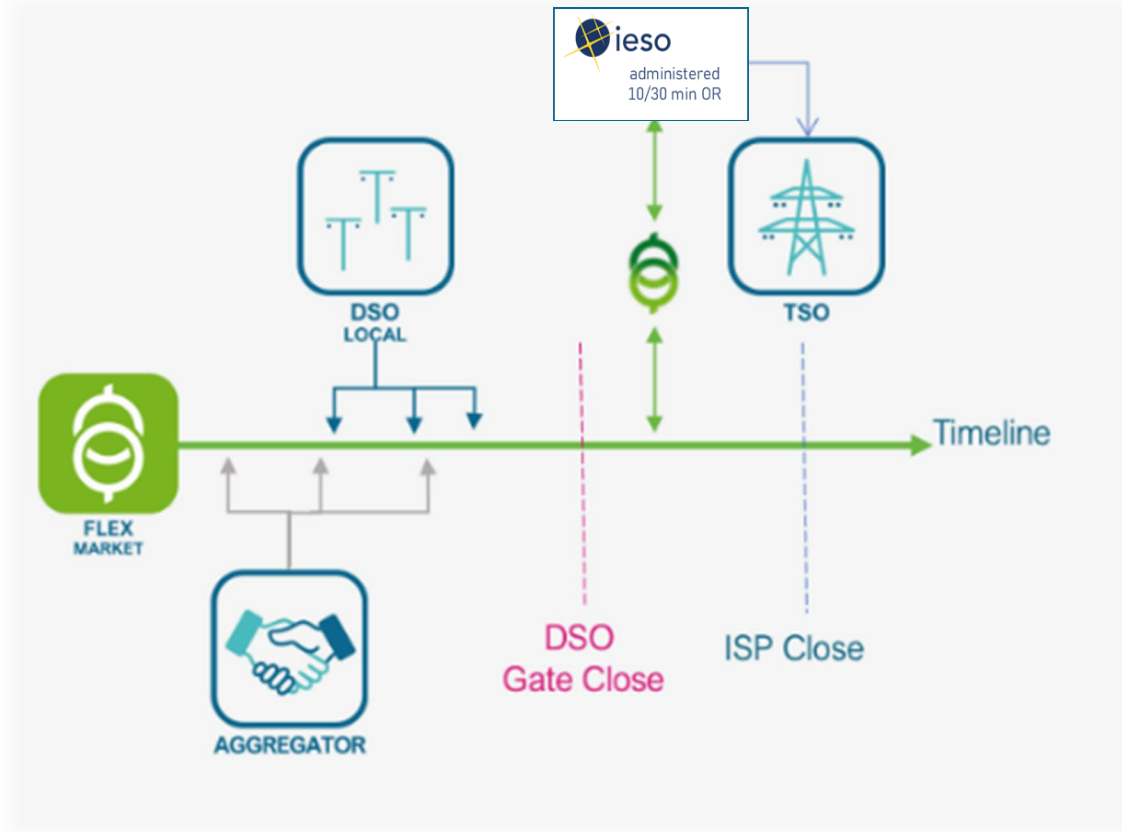 ieso
administered
10/30 min OR
DSO
LOCAL
TSO
Timeline
FLEX
MARKET
DSO
Gate Close
ISP Close
AGGREGATOR